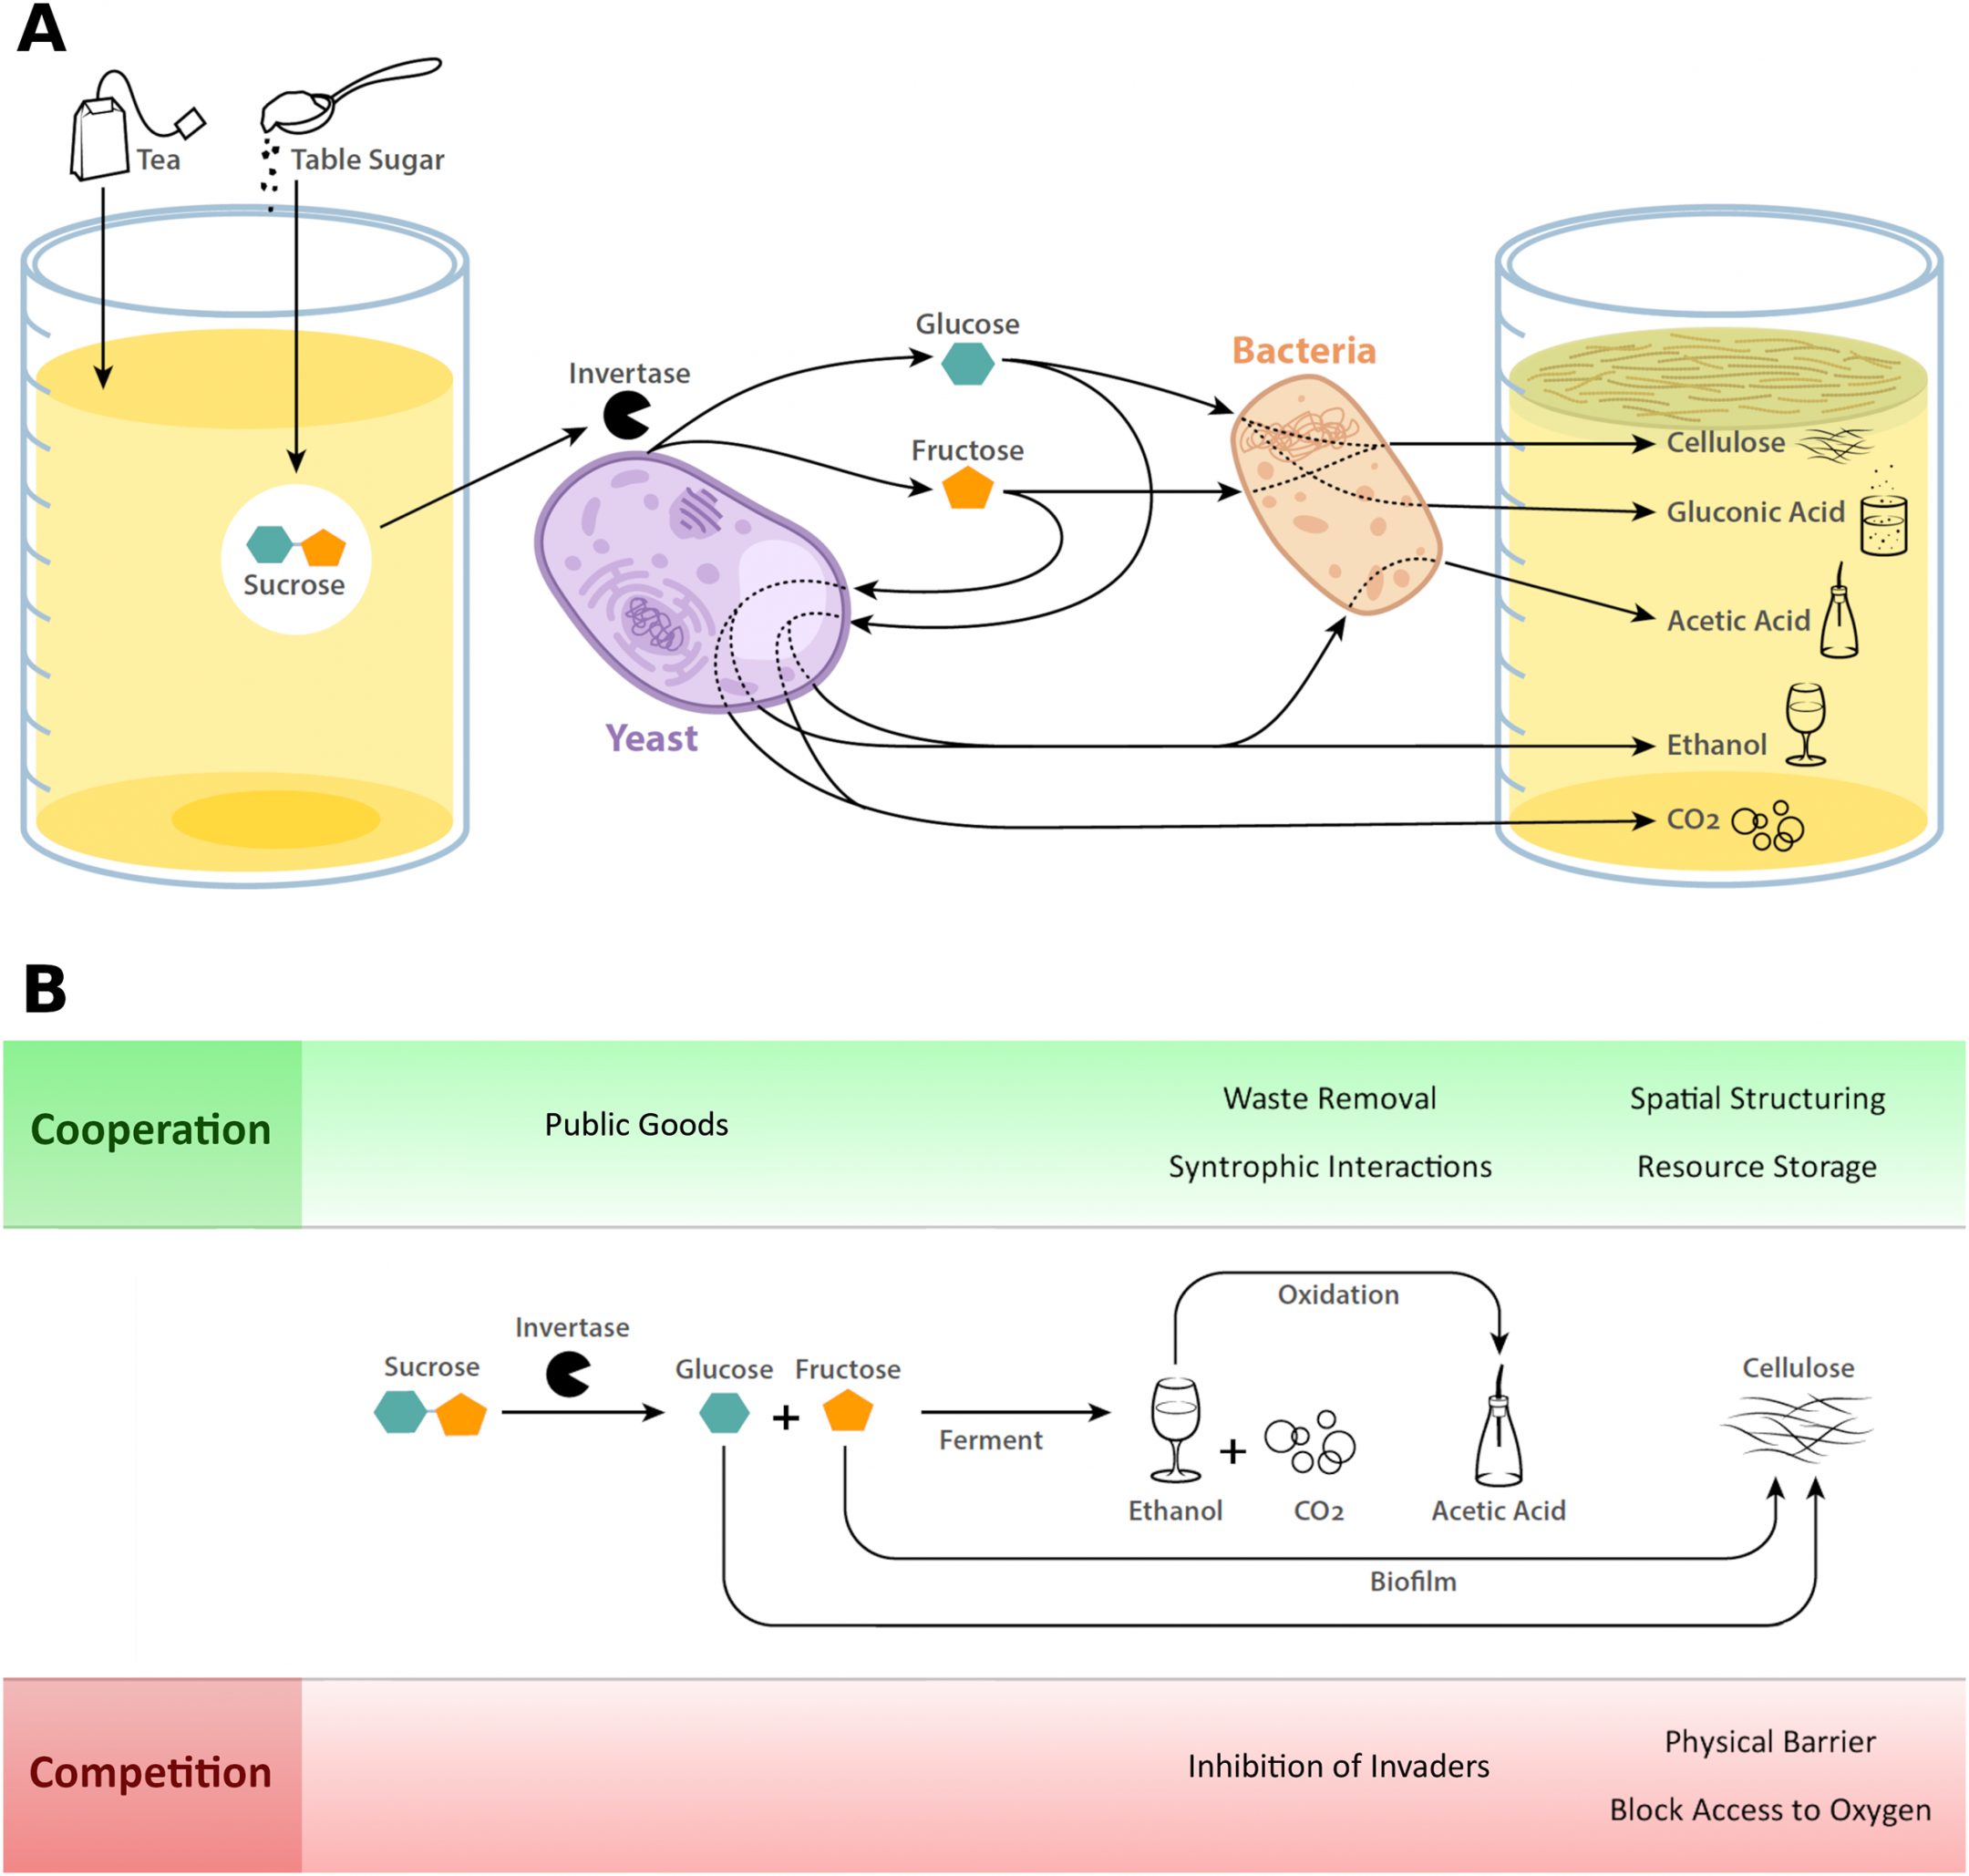 A
Tea
Table Sugar
Sucrose
Invertase
Glucose
Fructose
Yeast
Bacteria
Cellulose
Gluconic Acid
Acetic Acid
Ethanol
CO2
B
Cooperation
Public Goods
Waste Removal
Syntrophic Interactions
Spatial Structuring
Resource Storage
Sucrose
Invertase
Glucose
+
Fructose
Ferment
Oxidation
+
Ethanol
CO2
Acetic Acid
Cellulose
Biofilm
Competition
Inhibition of Invaders
Physical Barrier
Block Access to Oxygen